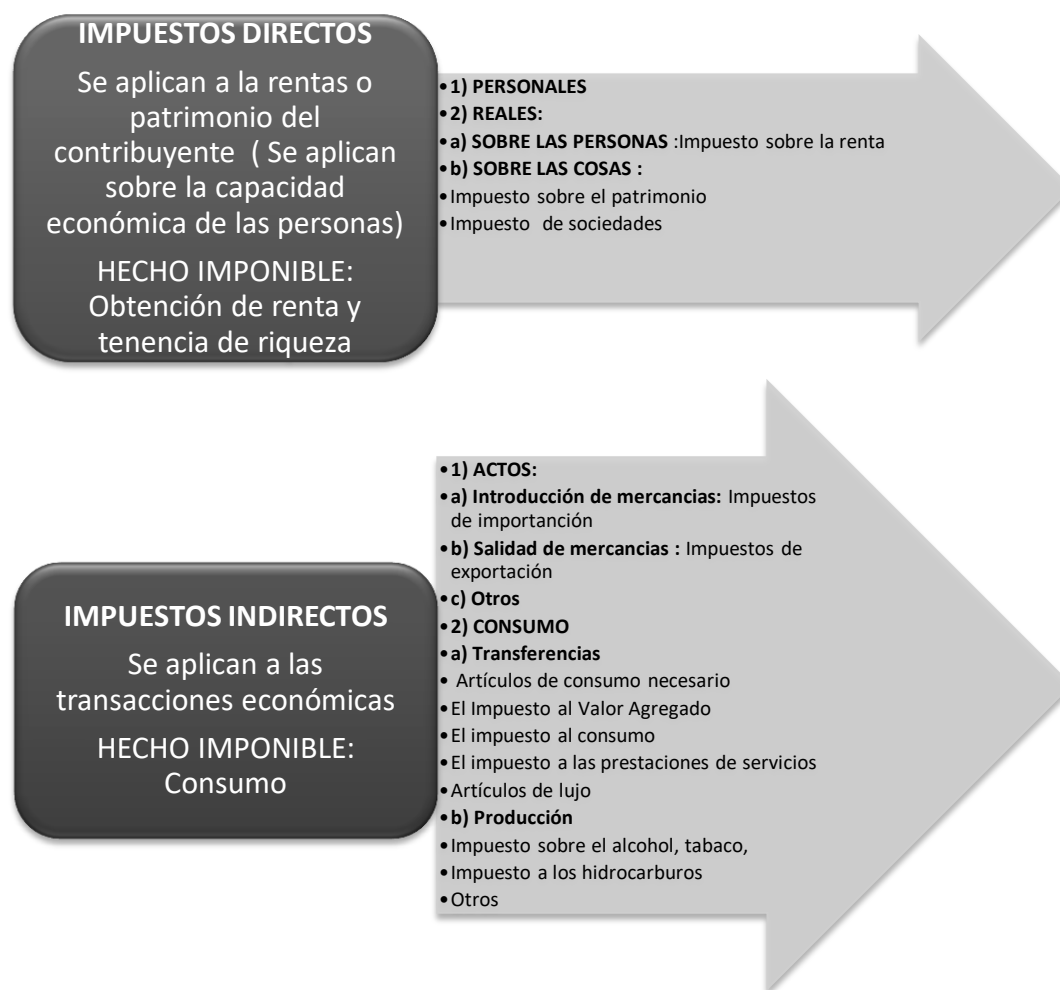 IMPUESTOS DIRECTOS
Se aplican a la rentas o
patrimonio del
contribuyente ( Se aplican
sobre la capacidad
económica de las personas)
HECHO IMPONIBLE:
Obtención de renta y
tenencia de riqueza
•1) PERSONALES
•2) REALES:
•a) SOBRE LAS PERSONAS :Impuesto sobre la renta
•b) SOBRE LAS COSAS :
•Impuesto sobre el patrimonio
•Impuesto de sociedades
IMPUESTOS INDIRECTOS
Se aplican a las
transacciones económicas
HECHO IMPONIBLE:
Consumo
•1) ACTOS:
•a) Introducción de mercancias: Impuestos
de importanción
•b) Salidad de mercancias : Impuestos de
exportación
•c) Otros
•2) CONSUMO
•a) Transferencias
• Artículos de consumo necesario
•El Impuesto al Valor Agregado
•El impuesto al consumo
•El impuesto a las prestaciones de servicios
•Artículos de lujo
•b) Producción
•Impuesto sobre el alcohol, tabaco,
•Impuesto a los hidrocarburos
•Otros